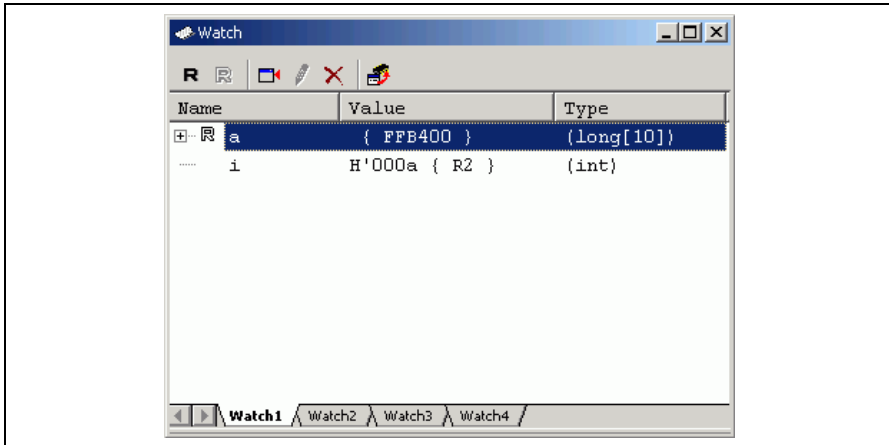 Watch
R R
Name Value Type
R a { FFB400 } (long[10])
i H'000a { R2 } (int)
Watch1 Watch2 Watch3 Watch4